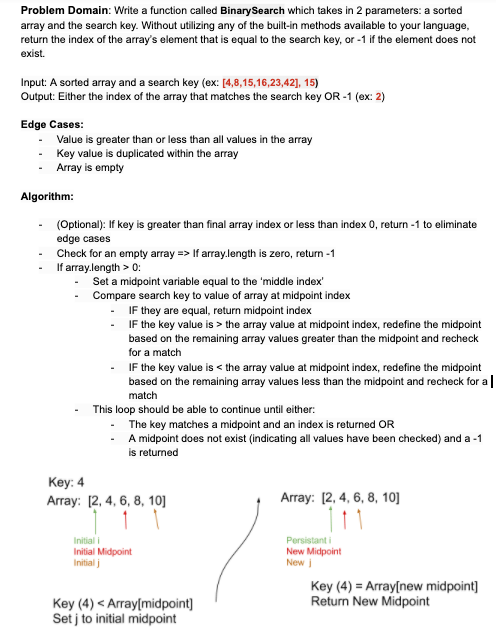 Problem Domain: Write a function called BinarySearch which takes in 2 parameters: a sorted
array and the search key. Without utilizing any of the built-in methods available to your language,
return the index of the array's element that is equal to the search key, or -1 if the element does not
exist.
Input: A sorted array and a search key (ex: [4,8,15,16,23,42], 15)
Output: Either the index of the array that matches the search key OR -1 (ex: 2)
Edge Cases:
- Value is greater than or less than all values in the array
- Key value is duplicated within the array
- Array is empty
Algorithm:
- (Optional): If key is greater than final array index or less than index 0, return -1 to eliminate
edge cases
- Check for an empty array => If array.length is zero, return -1
- If array.length > 0:
- Set a midpoint variable equal to the 'middle index'
- Compare search key to value of array at midpoint index
- IF they are equal, return midpoint index
- IF the key value is > the array value at midpoint index, redefine the midpoint
based on the remaining array values greater than the midpoint and recheck
for a match
- IF the key value is < the array value at midpoint index, redefine the midpoint
based on the remaining array values less than the midpoint and recheck for a
match
- This loop should be able to continue until either:
- The key matches a midpoint and an index is returned OR
- A midpoint does not exist (indicating all values have been checked) and a -1
is returned
Key: 4
Array: [2, 4, 6, 8, 10]
Initial i
Initial Midpoint
Initial j
Key (4) < Array[midpoint]
Set j to initial midpoint
Array: [2, 4, 6, 8, 10]
Persistant i
New Midpoint
New j
Key (4) = Array[new midpoint]
Return New Midpoint